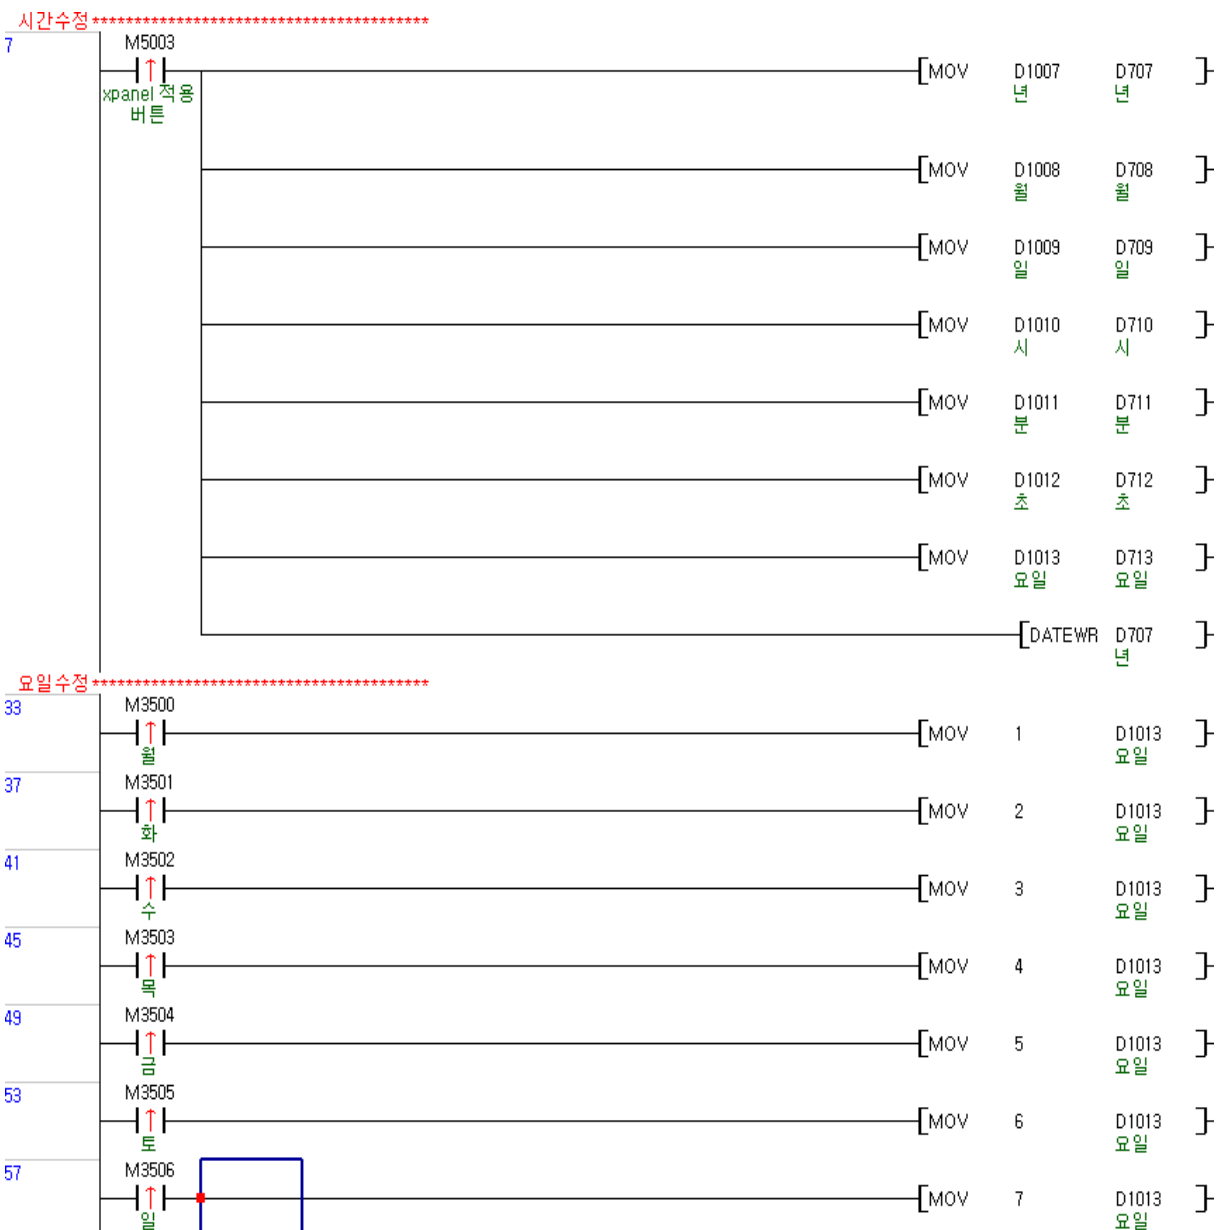 시간수정 ****************************************
7
M5003
xpanel 적용
버튼
MOV D1007 D707
년 년
MOV D1008 D708
월 월
MOV D1009 D709
일 일
MOV D1010 D710
시 시
MOV D1011 D711
분 분
MOV D1012 D712
초 초
MOV D1013 D713
요일 요일
DATEWR D707
년
요일수정 ****************************************
33
M3500
MOV 1 D1013
월 요일
37
M3501
MOV 2 D1013
화 요일
41
M3502
MOV 3 D1013
수 요일
45
M3503
MOV 4 D1013
목 요일
49
M3504
MOV 5 D1013
금 요일
53
M3505
MOV 6 D1013
토 요일
57
M3506
MOV 7 D1013
일 요일